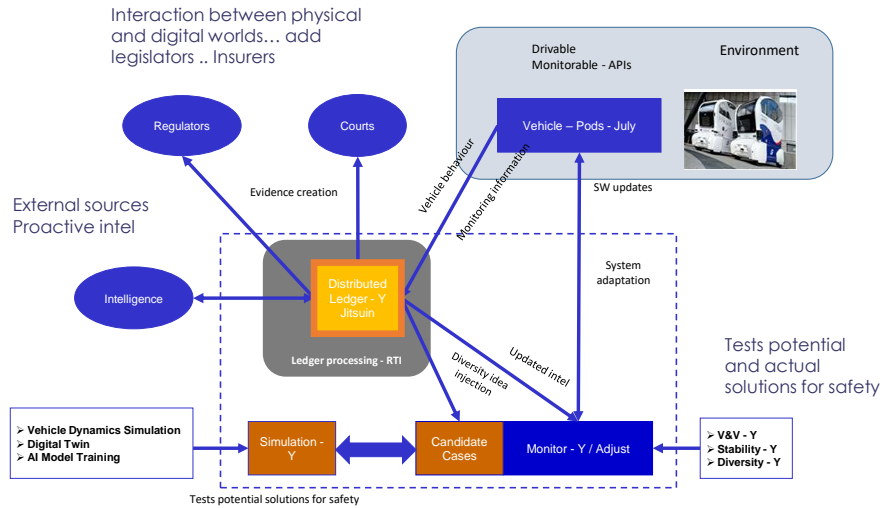 Interaction between physical
and digital worlds… add
legislators .. Insurers
Drivable
Monitorable - APIs
Environment
Regulators
Courts
Vehicle – Pods - July
Evidence creation
Vehicle behaviour
Monitoring information
SW updates
External sources
Proactive intel
Intelligence
Distributed
Ledger - Y
Jitsuin
System
adaptation
Ledger processing - RTI
Diversity idea
injection
Updated intel
Tests potential
and actual
solutions for safety
➢ Vehicle Dynamics Simulation
➢ Digital Twin
➢ AI Model Training
Simulation -
Y
Candidate
Cases
Monitor - Y / Adjust
➢ V&V - Y
➢ Stability - Y
➢ Diversity - Y
Tests potential solutions for safety